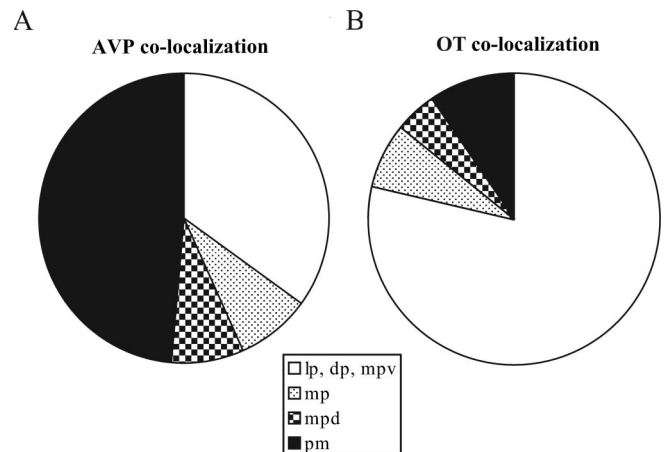 A
AVP co-localization
B
OT co-localization
lp, dp, mpv
mp
mpd
pm